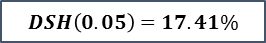 DSH(0.05) = 17.41%